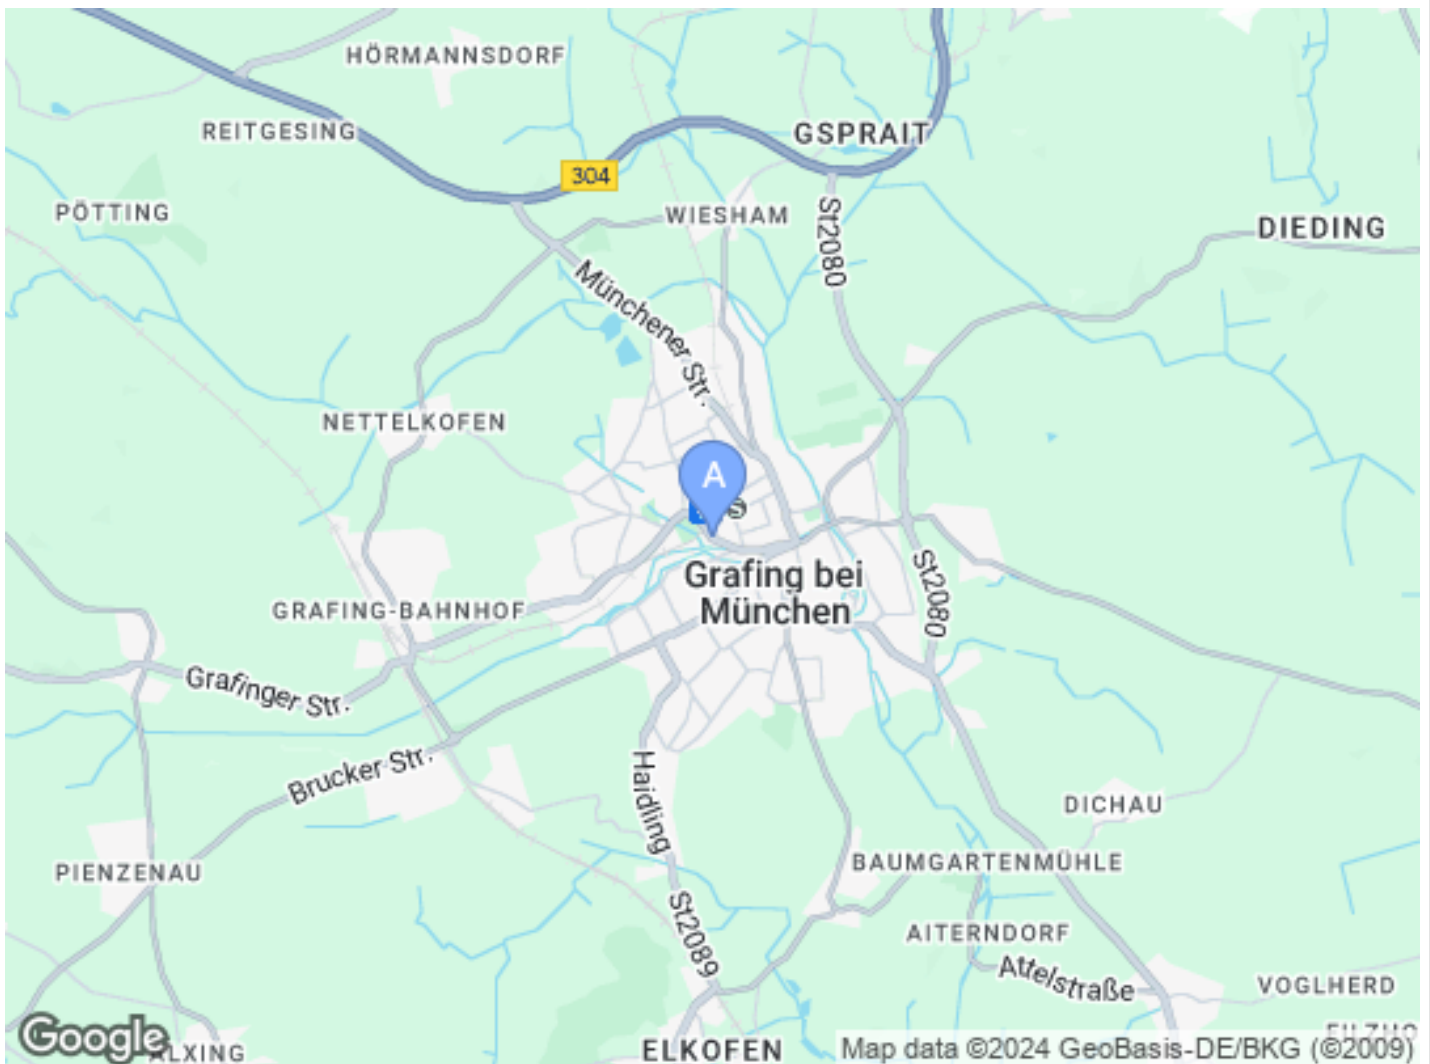 HÖRMANNSDORF
REITGESING
GSPRAIT
304
PÖTTING
WIESHAM
St2080
DIEDING
Münchener Str.
NETTELKOFEN
A
S
Grafing bei
München
St2080
GRAFING-BAHNHOF
Grafinger Str.
Brucker Str.
Haidling
DICHAU
PIENZENAU
BAUMGARTENMÜHLE
St2089
AITERNDORF
Attelstraße
VOGLHERD
Google
ALXING
ELKOFEN
Map data ©2024 GeoBasis-DE/BKG (©2009)